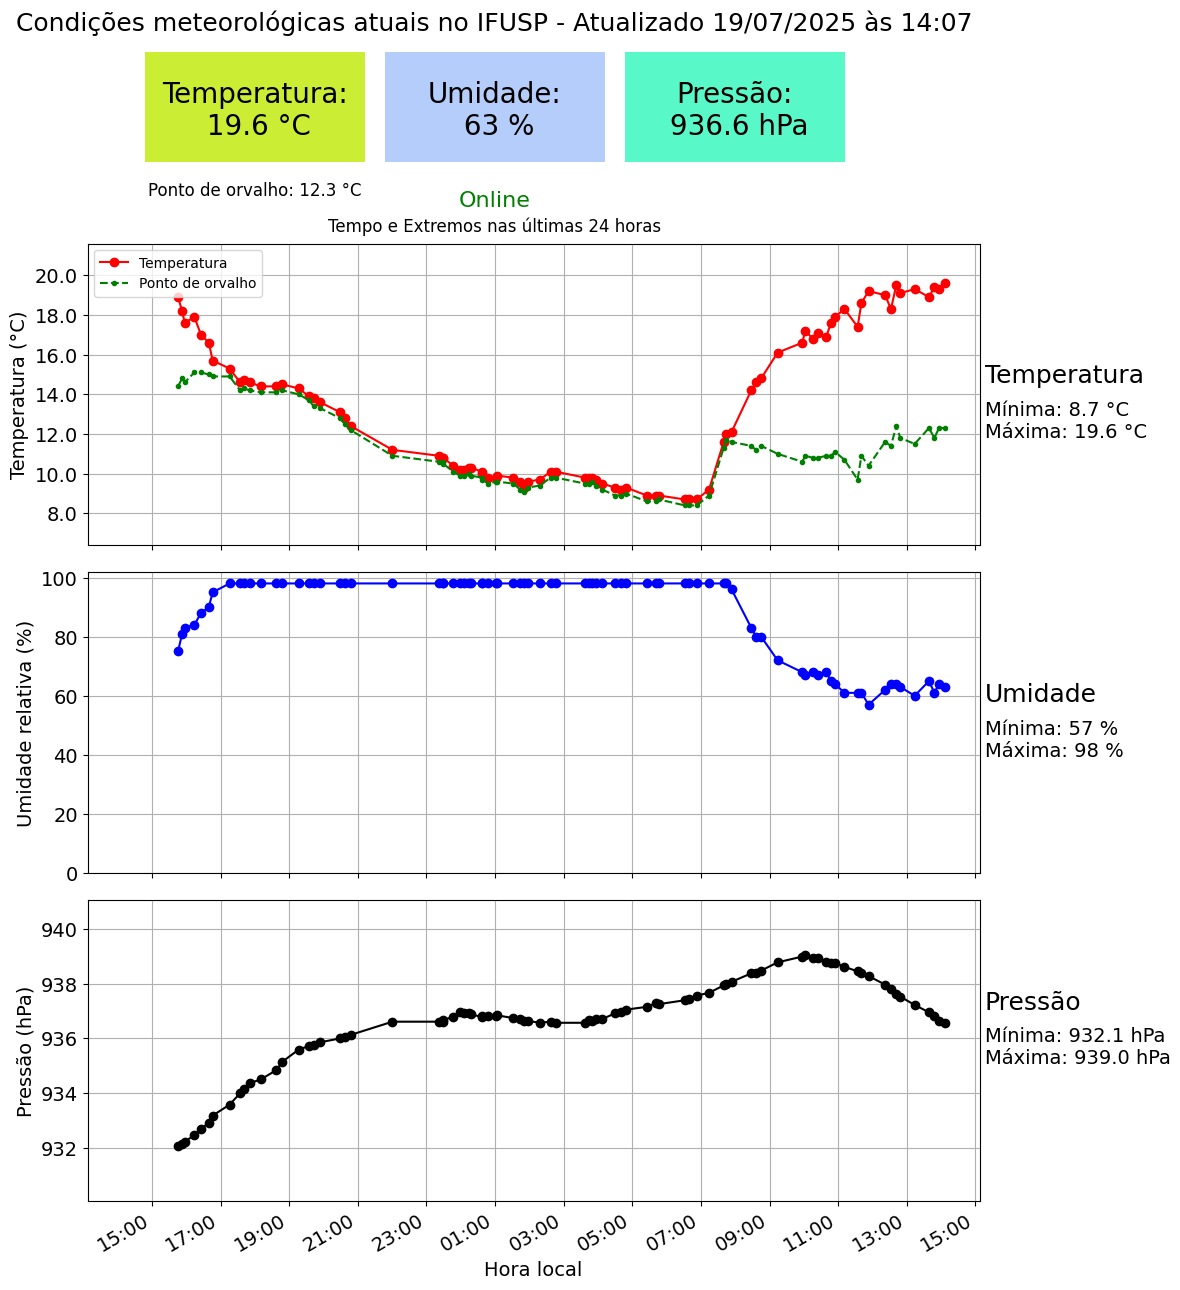 Condições meteorológicas atuais no IFUSP - Atualizado 19/07/2025 às 14:07
Temperatura:
19.6 °C
Umidade:
63 %
Pressão:
936.6 hPa
Ponto de orvalho: 12.3 °C
Online
Tempo e Extremos nas últimas 24 horas
Temperatura
Ponto de orvalho
Temperatura (°C)
20.0
18.0
16.0
14.0
12.0
10.0
8.0
Temperatura
Mínima: 8.7 °C
Máxima: 19.6 °C
Umidade relativa (%)
100
80
60
40
20
0
Umidade
Mínima: 57 %
Máxima: 98 %
Pressão (hPa)
940
938
936
934
932
Pressão
Mínima: 932.1 hPa
Máxima: 939.0 hPa
15:00
17:00
19:00
21:00
23:00
01:00
03:00
05:00
07:00
09:00
11:00
13:00
15:00
Hora local